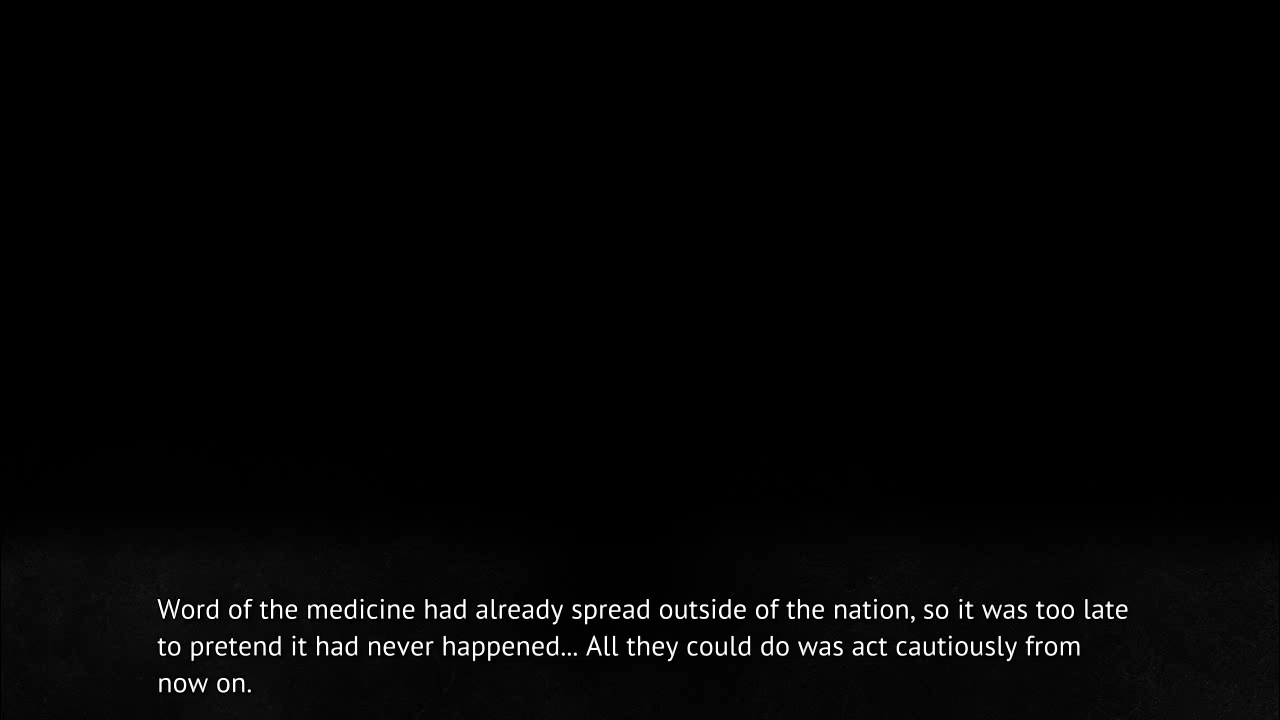 Word of the medicine had already spread outside of the nation, so it was too late
to pretend it had never happened... All they could do was act cautiously from
now on.